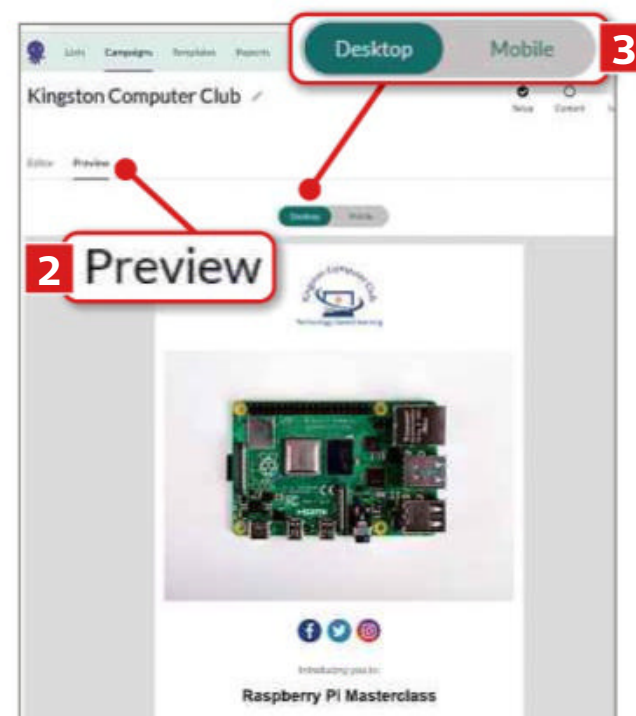 Desktop Mobile 3
Lists Campaigns Templates Reports
Kingston Computer Club
Setup Content
Editor Preview
Desktop Mobile
2 Preview
Kingston Computer Club
Technology based learning
HDMI
Introducing you to:
Raspberry Pi Masterclass